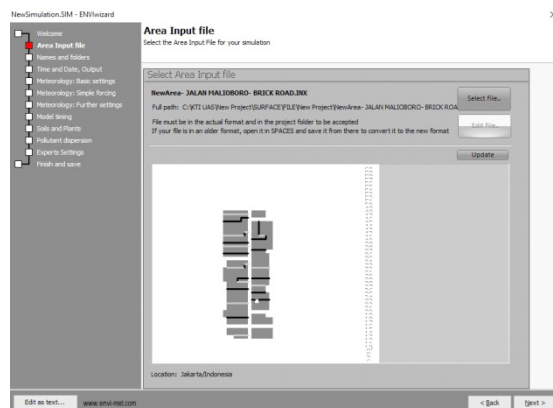 NewSimulation.SIM - ENVIwizard
Welcome
Area Input file
Names and folders
Time and Date, Output
Meteorology: Basic settings
Meteorology: Simple forcing
Meteorology: Further settings
Model timing
Soils and Plants
Pollutant dispersion
Experts Settings
Finish and save
Area Input file
Select the Area Input File for your simulation
Select Area Input file
NewArea- JALAN MALIOBORO- BRICK ROAD.INX
Select File..
Full path: C:\KTI UAS\New Project\SURFACE\FILE\New Project\NewArea- JALAN MALIOBORO- BRICK ROA
File must be in the actual format and in the project folder to be accepted
Edit File..
If your file is in an older format, open it in SPACES and save it from there to convert it to the new format
Update
Location: Jakarta/Indonesia
Edit as text...
www.envi-met.com
< Back
Next >